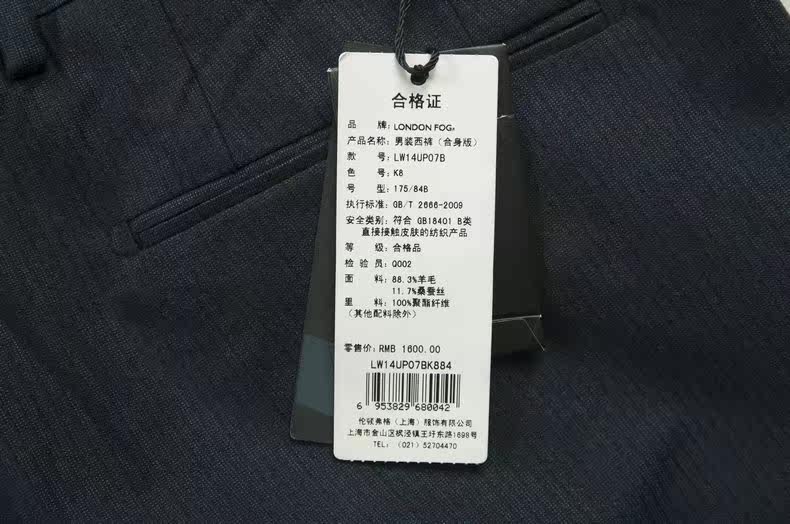 合格证
品 牌: LONDON FOG®
产品名称: 男装西裤（合身版）
款 号: LW14UP07B
色 号: K8
号 型: 175/84B
执行标准: GB/T 2666-2009
安全类别: 符合 GB18401 B类
直接接触皮肤的纺织产品
等 级: 合格品
检 验 员: Q002
面 料: 88.3%羊毛
11.7%桑蚕丝
里 料: 100%聚酯纤维
（其他配料除外）
零售价: RMB 1600.00
LW14UP07BK884
6 953829 680042
伦顿弗格（上海）服饰有限公司
上海市金山区枫泾镇王圩东路1698号
TEL: （021）52704470